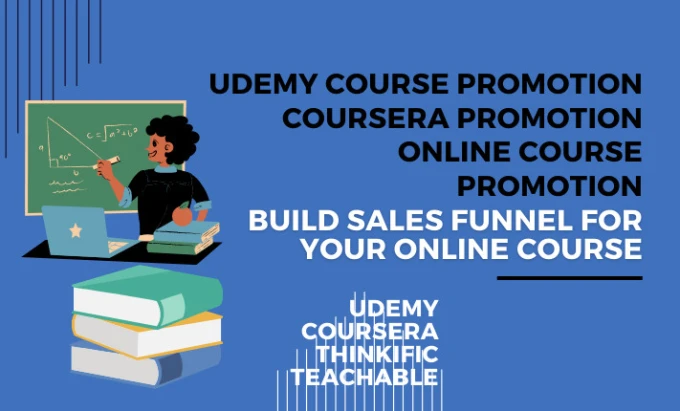 UDEMY COURSE PROMOTION
COURSERA PROMOTION
ONLINE COURSE
PROMOTION
BUILD SALES FUNNEL FOR
YOUR ONLINE COURSE
UDEMY
COURSERA
THINKIFIC
TEACHABLE
90°